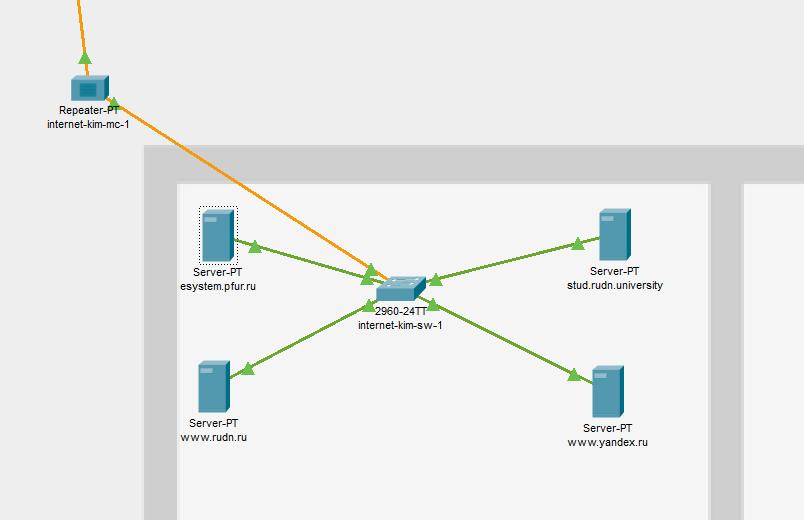 Repeater-PT
internet-kim-mc-1
Server-PT
esystem.pfur.ru
Server-PT
stud.rudn.university
2960-24TT
internet-kim-sw-1
Server-PT
www.rudn.ru
Server-PT
www.yandex.ru